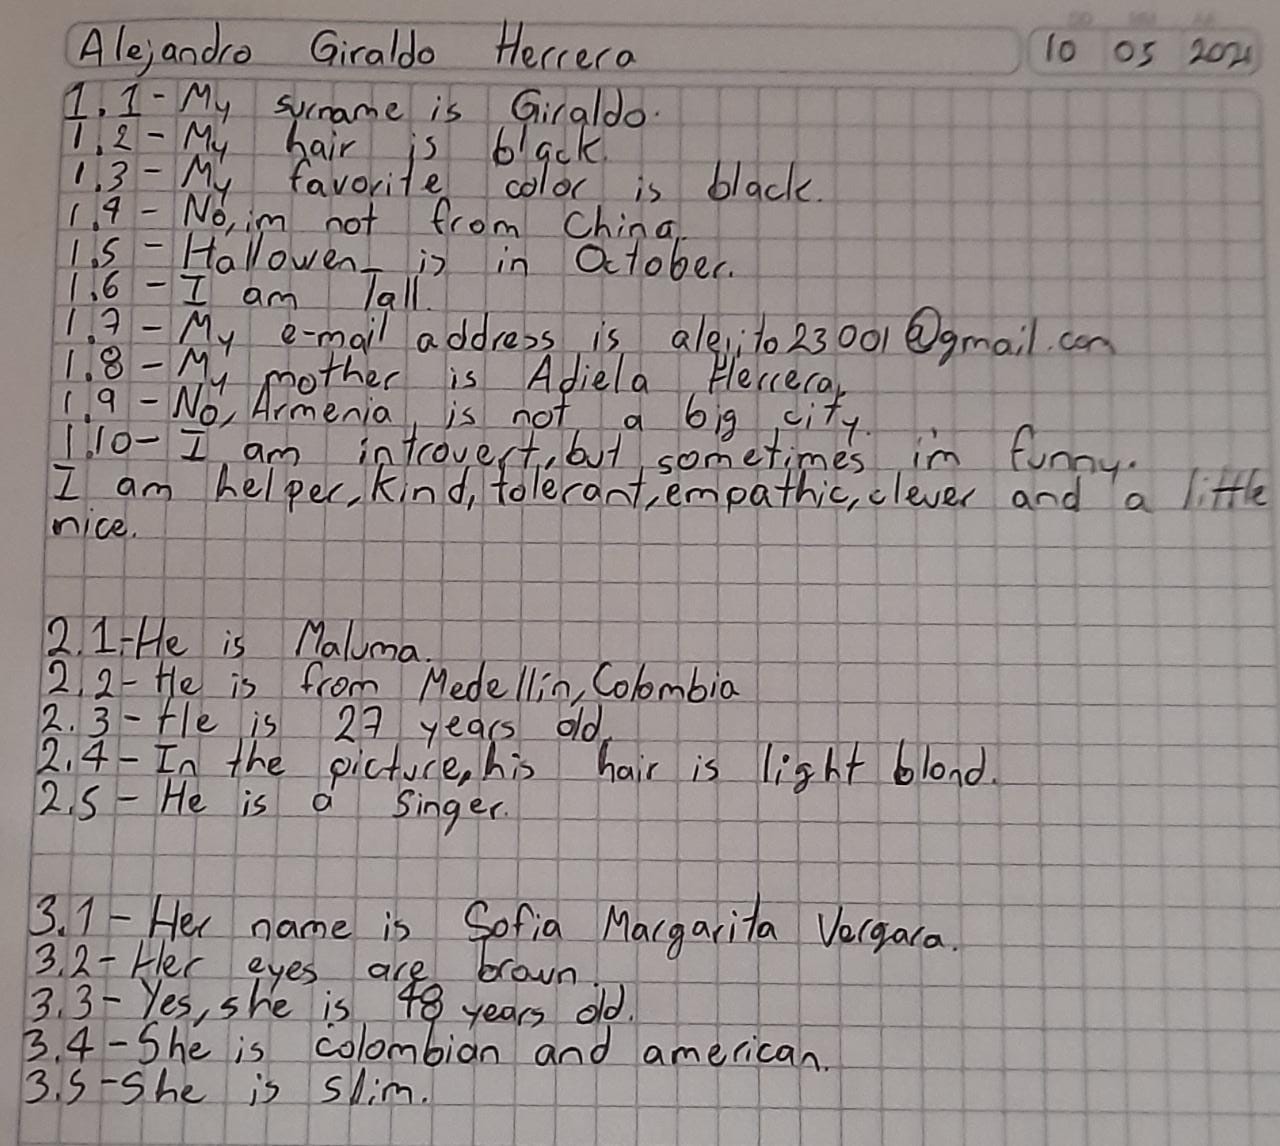 Alejandro Giraldo Herrera 10 05 2021
1.1- My surname is Giraldo.
1.2- My hair is black.
1.3- My favorite color is black.
1.4- No, im not from China.
1.5- Hallowen is in October.
1.6- I am Tall.
1.7- My e-mail address is alejito23001@gmail.com
1.8- My mother is Adiela Herrera.
1.9- No, Armenia is not a big city.
1.10- I am introvert, but sometimes im funny.
I am helper, kind, tolerant, empathic, clever and a little
nice.
2.1-He is Maluma.
2.2- He is from Medellin, Colombia
2.3- He is 27 years old.
2.4- In the picture, his hair is light blond.
2.5- He is a singer.
3.1- Her name is Sofia Margarita Vergara.
3.2- Her eyes are brown.
3.3- Yes, she is 48 years old.
3.4-She is colombian and american.
3.5-She is slim.